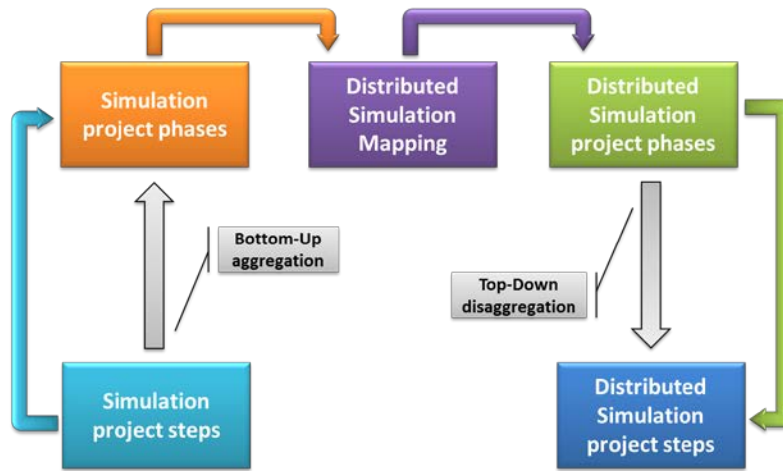 Simulation
project phases
Distributed
Simulation
Mapping
Distributed
Simulation
project phases
Bottom-Up
aggregation
Top-Down
disaggregation
Simulation
project steps
Distributed
Simulation
project steps